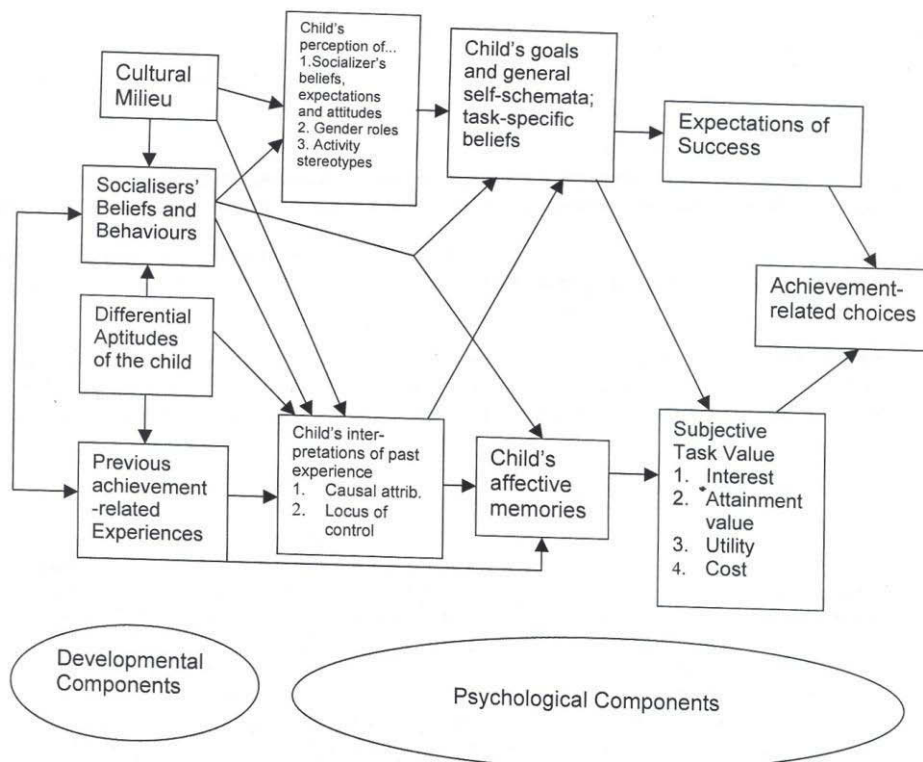 Cultural
Milieu
Child's
perception of...
1.Socializer's
beliefs,
expectations
and attitudes
2. Gender roles
3. Activity
stereotypes
Child's goals
and general
self-schemata;
task-specific
beliefs
Expectations of
Success
Socialisers'
Beliefs and
Behaviours
Achievement-
related choices
Differential
Aptitudes
of the child
Previous
achievement
-related
Experiences
Child's inter-
pretations of past
experience
1. Causal attrib.
2. Locus of
control
Child's
affective
memories
Subjective
Task Value
1. Interest
2. Attainment
value
3. Utility
4. Cost
Developmental
Components
Psychological Components